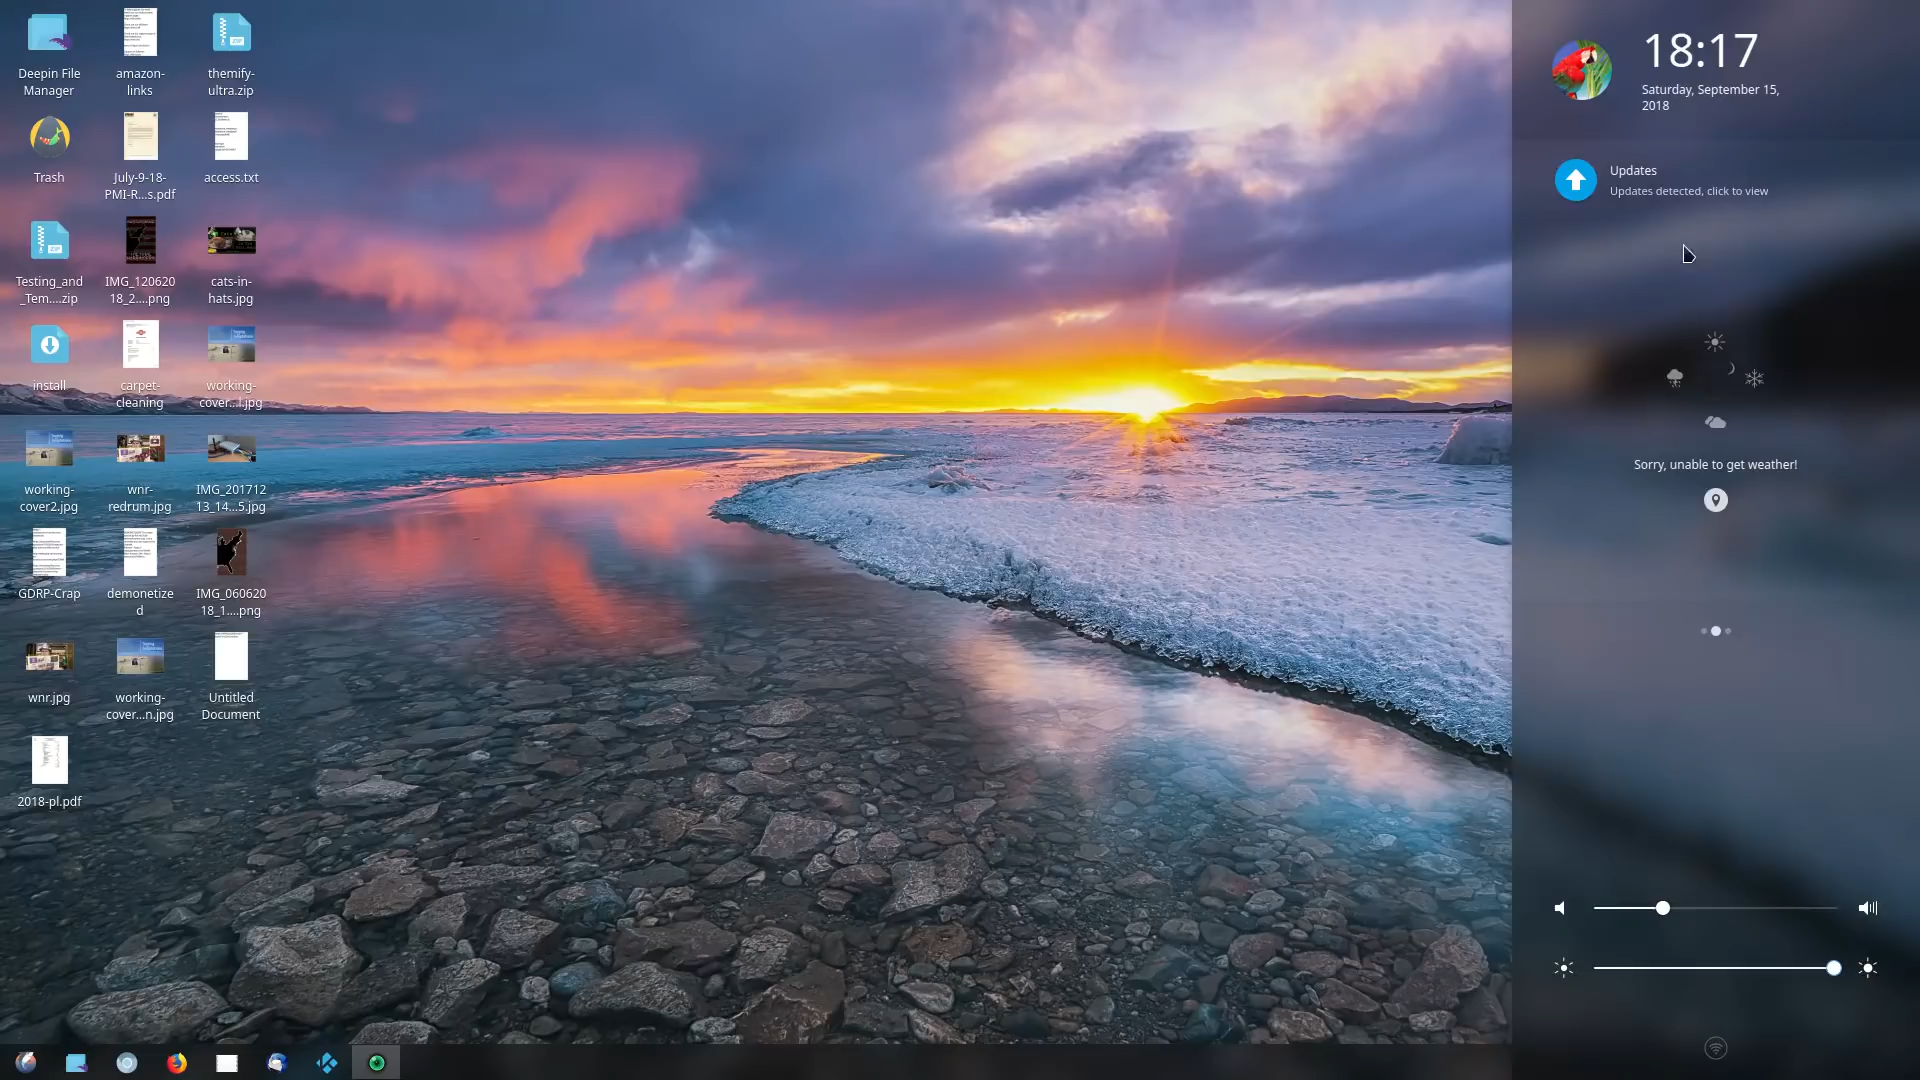 Deepin File
Manager
amazon-
links
themify-
ultra.zip
Trash
July-9-18-
PMI-R...s.pdf
access.txt
Testing_and
_Tem....zip
IMG_120620
18_2....png
cats-in-
hats.jpg
install
carpet-
cleaning
working-
cover...l.jpg
working-
cover2.jpg
wnr-
redrum.jpg
IMG_201712
13_14...5.jpg
GDRP-Crap
demonetize
d
IMG_060620
18_1....png
wnr.jpg
working-
cover...n.jpg
Untitled
Document
2018-pl.pdf
18:17
Saturday, September 15,
2018
Updates
Updates detected, click to view
Sorry, unable to get weather!
ZIP
ZIP